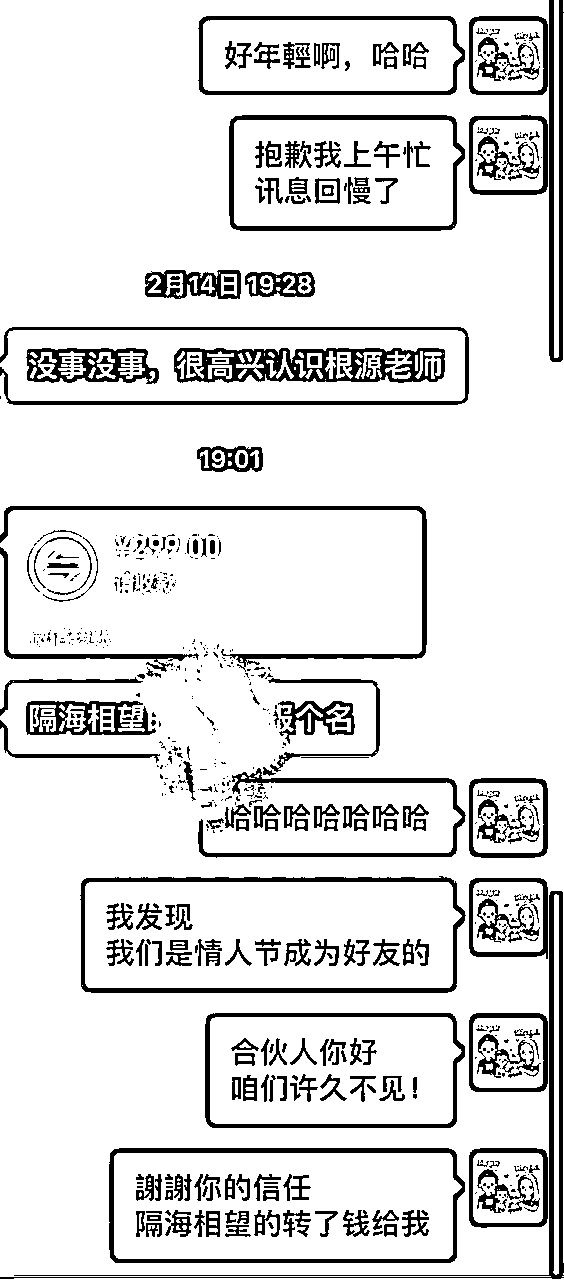 好年輕啊，哈哈
抱歉我上午忙
讯息回慢了
2月14日 19:28
没事没事，很高兴认识根源老师
19:01
¥299.00
请收款
隔海相望的 报个名
哈哈哈哈哈哈哈
我发现
我们是情人节成为好友的
合伙人你好
咱们许久不见！
謝謝你的信任
隔海相望的转了钱给我